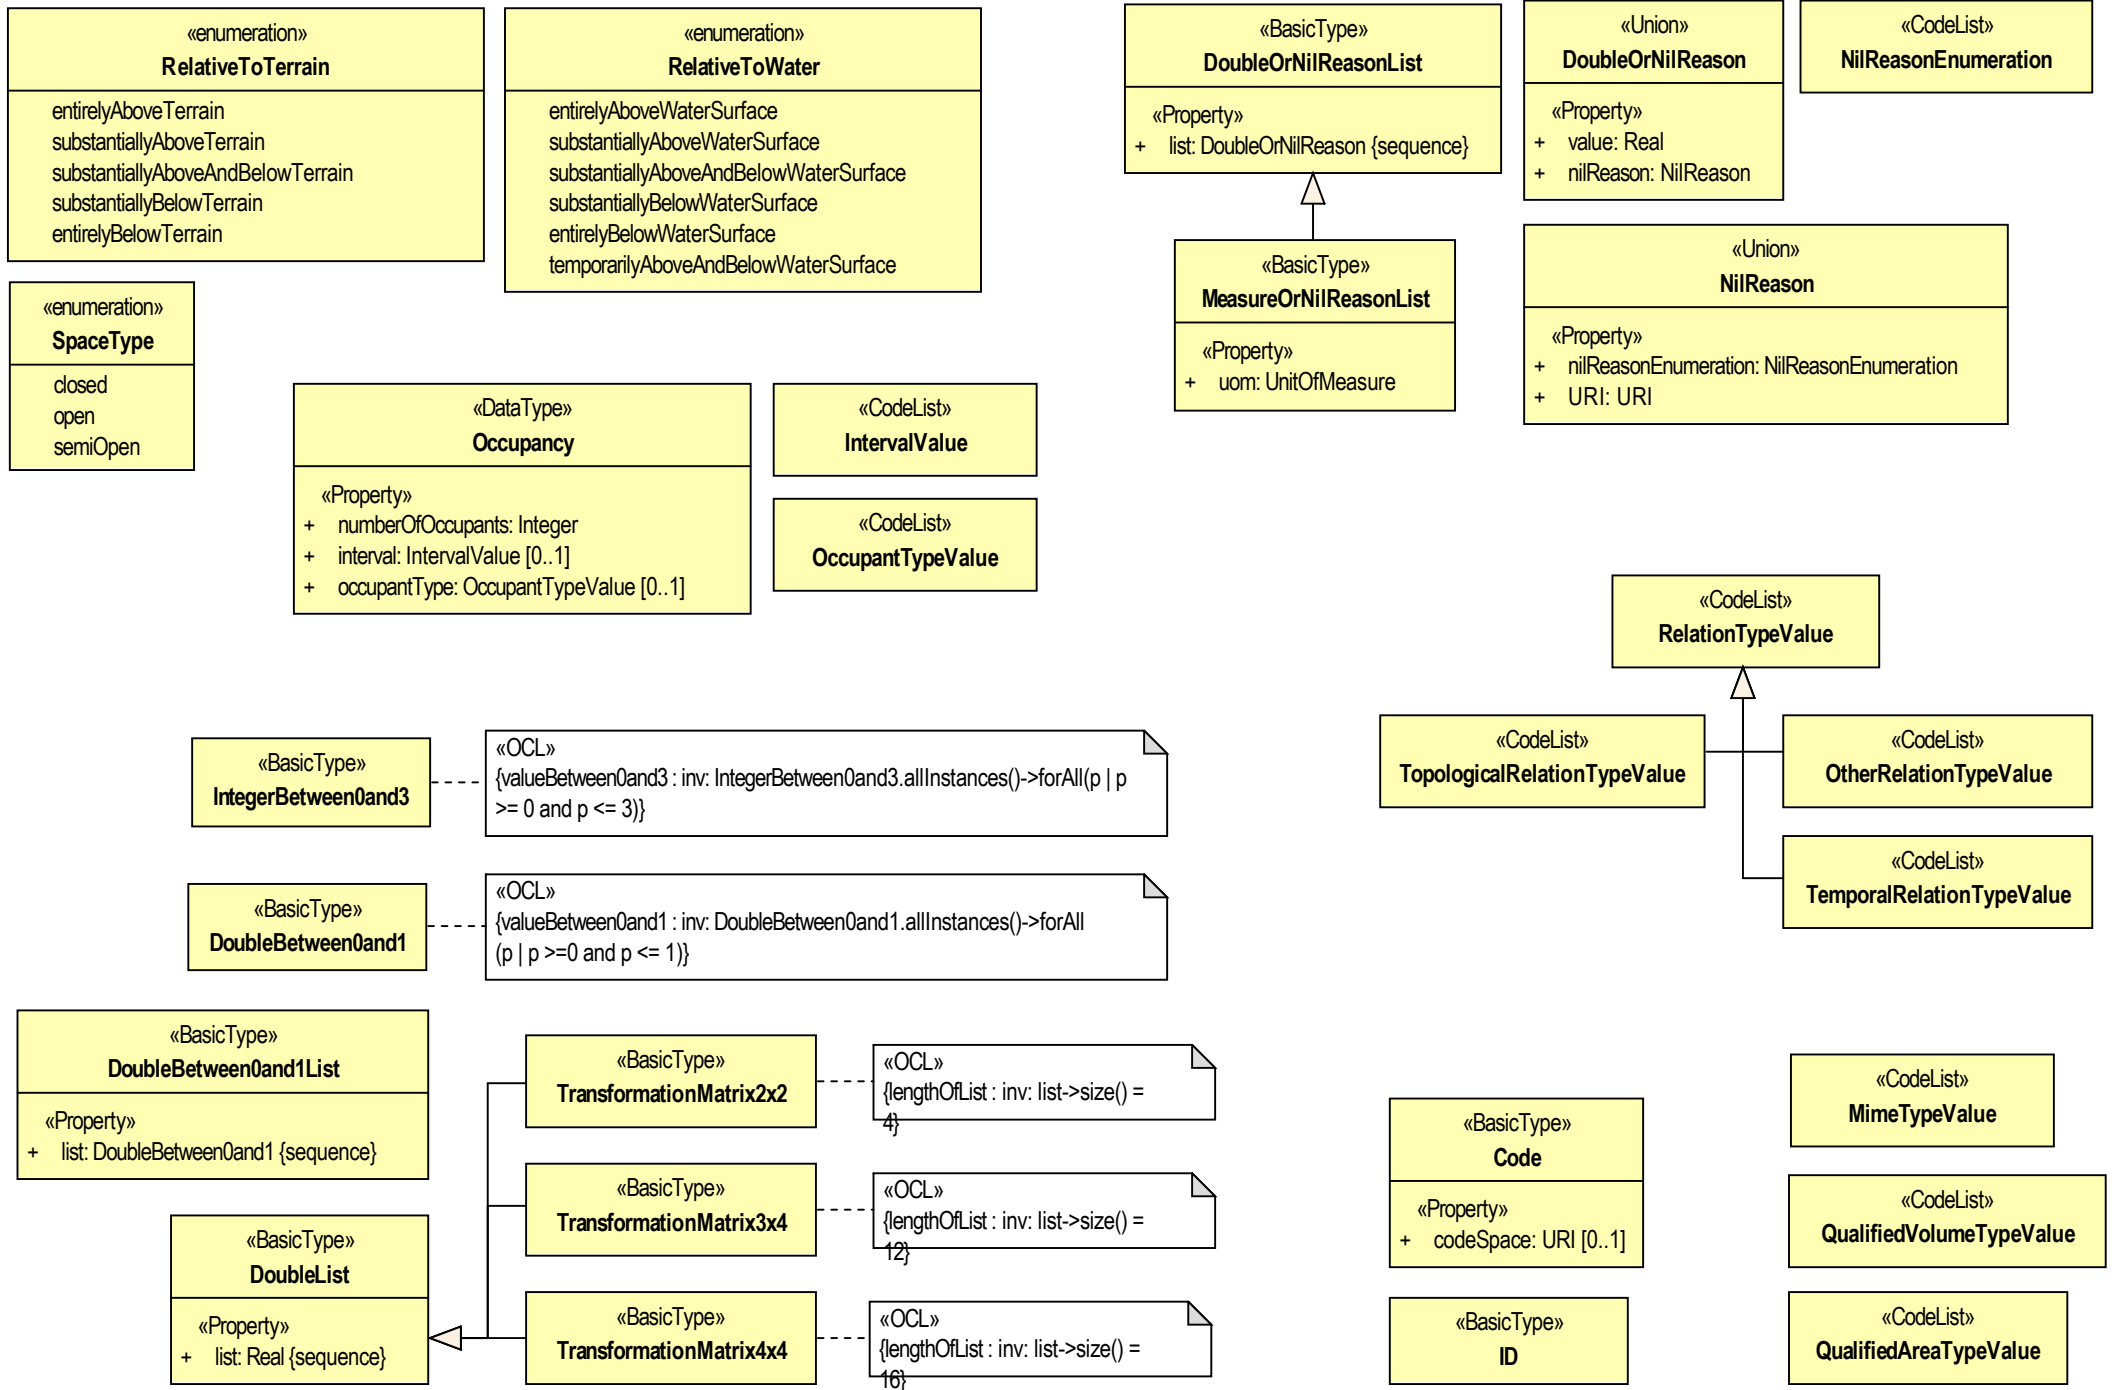 «enumeration»
RelativeToTerrain
entirelyAboveTerrain
substantiallyAboveTerrain
substantiallyAboveAndBelowTerrain
substantiallyBelowTerrain
entirelyBelowTerrain
«enumeration»
RelativeToWater
entirelyAboveWaterSurface
substantiallyAboveWaterSurface
substantiallyAboveAndBelowWaterSurface
substantiallyBelowWaterSurface
entirelyBelowWaterSurface
temporarilyAboveAndBelowWaterSurface
«BasicType»
DoubleOrNilReasonList
«Property»
+ list: DoubleOrNilReason {sequence}
«Union»
DoubleOrNilReason
«Property»
+ value: Real
+ nilReason: NilReason
«CodeList»
NilReasonEnumeration
«BasicType»
MeasureOrNilReasonList
«Property»
+ uom: UnitOfMeasure
«Union»
NilReason
«Property»
+ nilReasonEnumeration: NilReasonEnumeration
+ URI: URI
«enumeration»
SpaceType
closed
open
semiOpen
«DataType»
Occupancy
«Property»
+ numberOfOccupants: Integer
+ interval: IntervalValue [0..1]
+ occupantType: OccupantTypeValue [0..1]
«CodeList»
IntervalValue
«CodeList»
OccupantTypeValue
«CodeList»
RelationTypeValue
«CodeList»
TopologicalRelationTypeValue
«CodeList»
OtherRelationTypeValue
«CodeList»
TemporalRelationTypeValue
«BasicType»
IntegerBetween0and3
«OCL»
{valueBetween0and3 : inv: IntegerBetween0and3.allInstances()->forAll(p | p
>= 0 and p <= 3)}
«BasicType»
DoubleBetween0and1
«OCL»
{valueBetween0and1 : inv: DoubleBetween0and1.allInstances()->forAll
(p | p >=0 and p <= 1)}
«BasicType»
DoubleBetween0and1List
«Property»
+ list: DoubleBetween0and1 {sequence}
«BasicType»
DoubleList
«Property»
+ list: Real {sequence}
«BasicType»
TransformationMatrix2x2
«OCL»
{lengthOfList : inv: list->size() =
4}
«BasicType»
TransformationMatrix3x4
«OCL»
{lengthOfList : inv: list->size() =
12}
«BasicType»
TransformationMatrix4x4
«OCL»
{lengthOfList : inv: list->size() =
16}
«BasicType»
Code
«Property»
+ codeSpace: URI [0..1]
«BasicType»
ID
«CodeList»
MimeTypeValue
«CodeList»
QualifiedVolumeTypeValue
«CodeList»
QualifiedAreaTypeValue